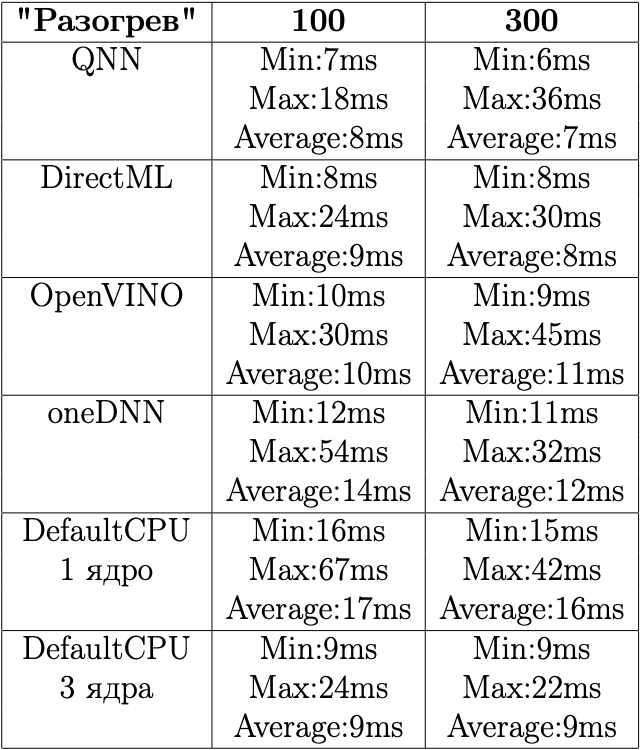 "Разогрев" 100 300
QNN Min:7ms Min:6ms
Max:18ms Max:36ms
Average:8ms Average:7ms
DirectML Min:8ms Min:8ms
Max:24ms Max:30ms
Average:9ms Average:8ms
OpenVINO Min:10ms Min:9ms
Max:30ms Max:45ms
Average:10ms Average:11ms
oneDNN Min:12ms Min:11ms
Max:54ms Max:32ms
Average:14ms Average:12ms
DefaultCPU Min:16ms Min:15ms
1 ядро Max:67ms Max:42ms
Average:17ms Average:16ms
DefaultCPU Min:9ms Min:9ms
3 ядра Max:24ms Max:22ms
Average:9ms Average:9ms